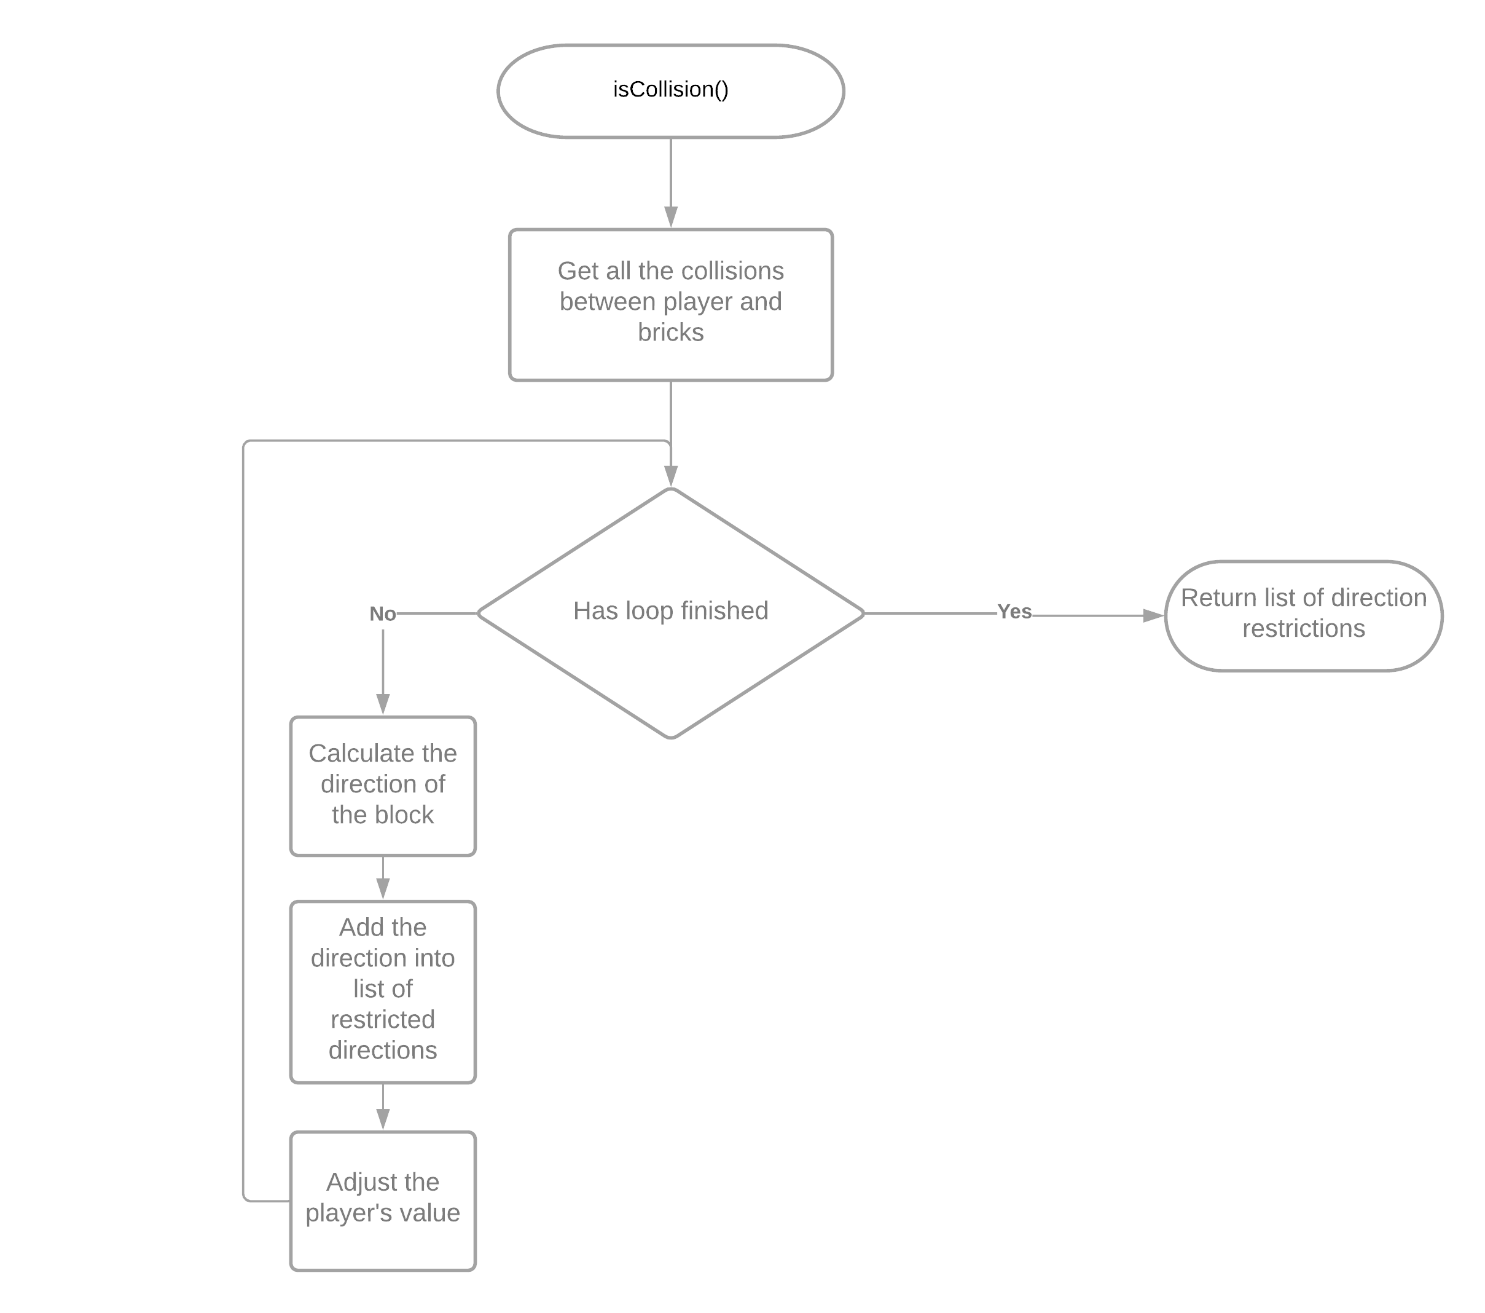 isCollision()
Get all the collisions
between player and
bricks
Has loop finished
No
Yes
Return list of direction
restrictions
Calculate the
direction of
the block
Add the
direction into
list of
restricted
directions
Adjust the
player's value